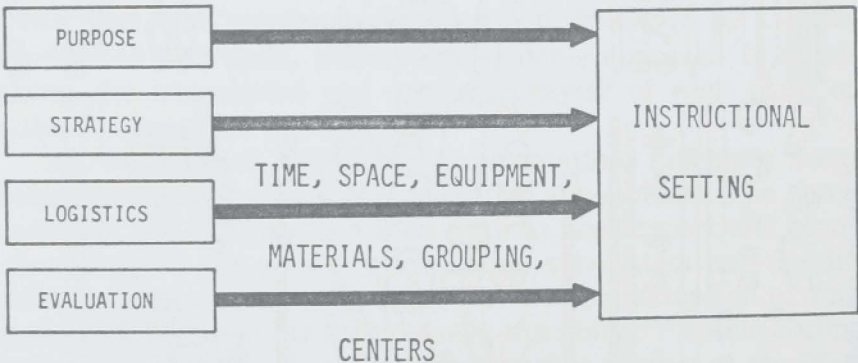 PURPOSE
STRATEGY
LOGISTICS
EVALUATION
TIME, SPACE, EQUIPMENT,
MATERIALS, GROUPING,
CENTERS
INSTRUCTIONAL
SETTING